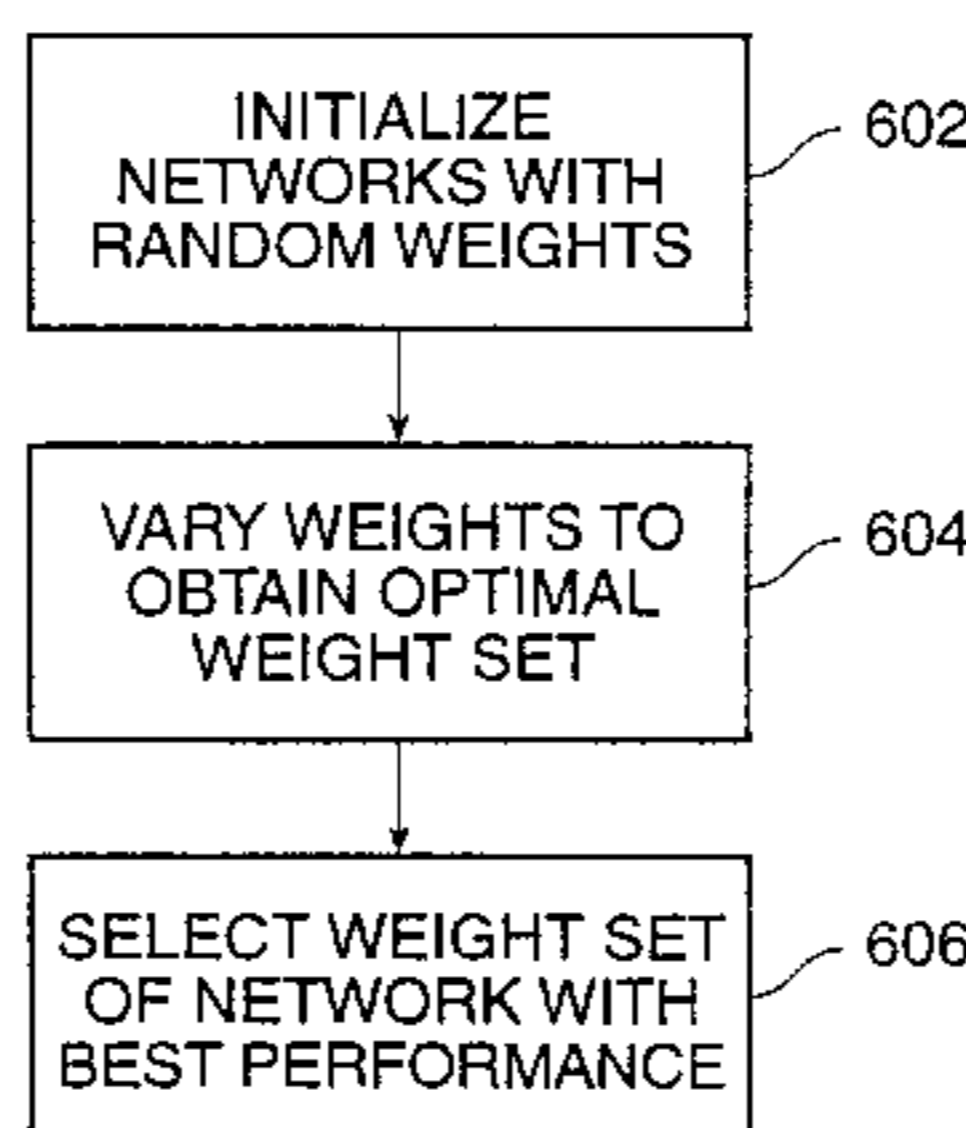 INITIALIZE
NETWORKS WITH
RANDOM WEIGHTS
602
VARY WEIGHTS TO
OBTAIN OPTIMAL
WEIGHT SET
604
SELECT WEIGHT SET
OF NETWORK WITH
BEST PERFORMANCE
606